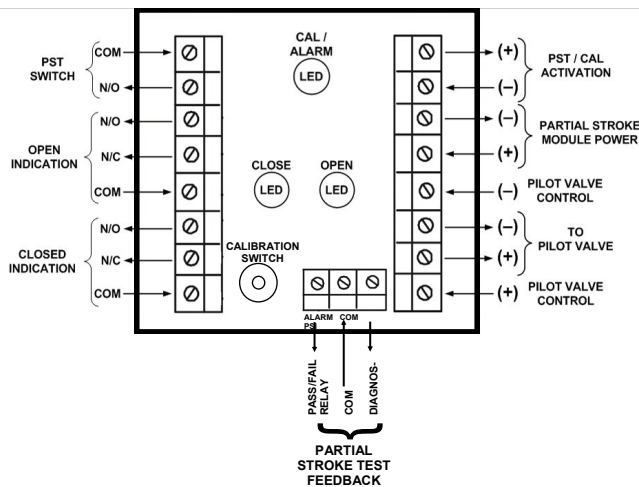 COM
PST
SWITCH
N/O
N/O
OPEN
INDICATION
N/C
COM
N/O
CLOSED
INDICATION
N/C
COM
CAL /
ALARM
LED
CLOSE
OPEN
LED
LED
CALIBRATION
SWITCH
ALARM
COM
PS
(+)
PST / CAL
ACTIVATION
(–)
(–)
PARTIAL STROKE
MODULE POWER
(+)
(–)
PILOT VALVE
CONTROL
(–)
TO
PILOT VALVE
(+)
(+)
PILOT VALVE
CONTROL
PASS/FAIL
RELAY
COM
DIAGNOS-
PARTIAL
STROKE TEST
FEEDBACK